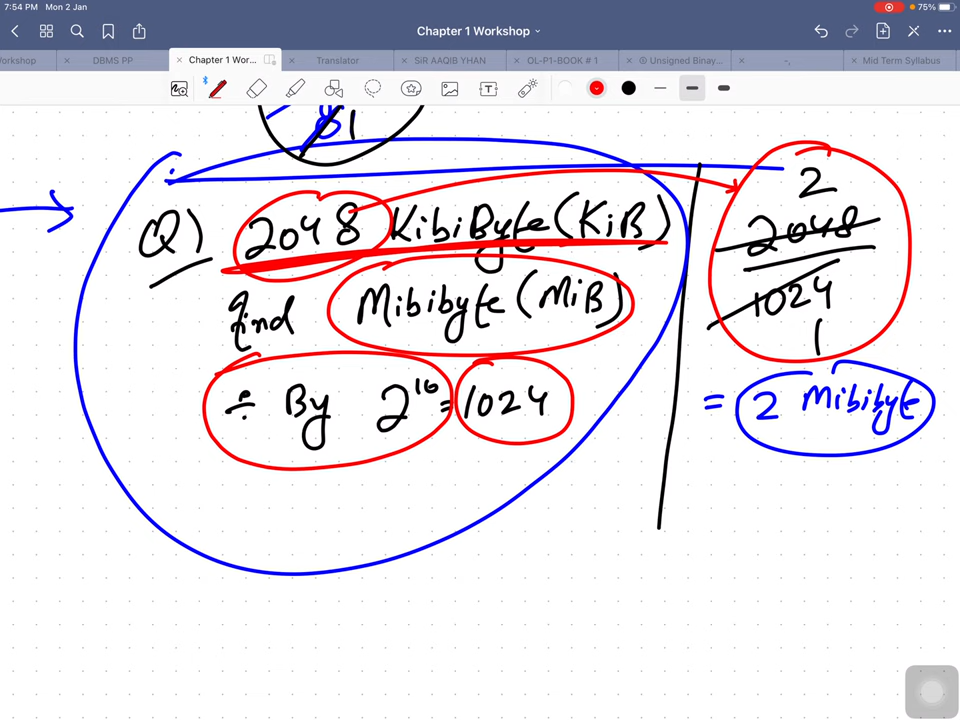 7:54 PM Mon 2 Jan
75%
Chapter 1 Workshop
orkshop
DBMS PP
Chapter 1 Wor...
Translator
SiR AAQIB YHAN
OL-P1-BOOK # 1
Unsigned Binay...
Mid Term Syllabus
81
Q) 2048 KibiByte (KiB)
find Mibibyte (MiB)
÷ By 2^10 = 1024
2
2048
1024
1
= 2 Mibibyte